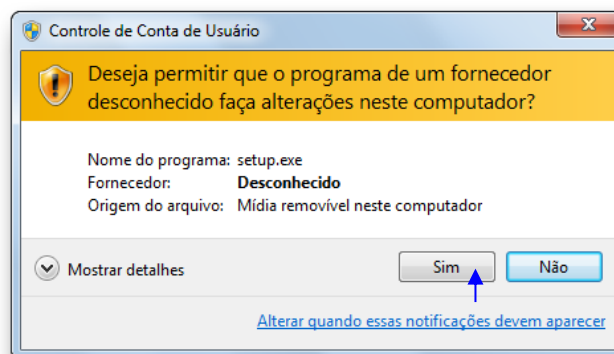 Controle de Conta de Usuário
Deseja permitir que o programa de um fornecedor
desconhecido faça alterações neste computador?
Nome do programa: setup.exe
Fornecedor: Desconhecido
Origem do arquivo: Mídia removível neste computador
Mostrar detalhes Sim Não
Alterar quando essas notificações devem aparecer